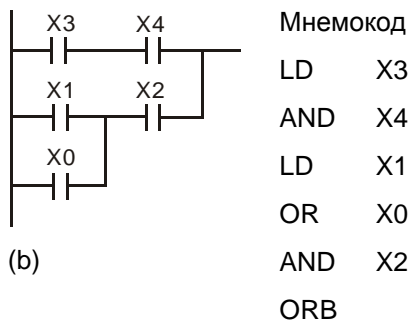 X3 X4
X1 X2
X0
(b)
Мнемокод
LD X3
AND X4
LD X1
OR X0
AND X2
ORB